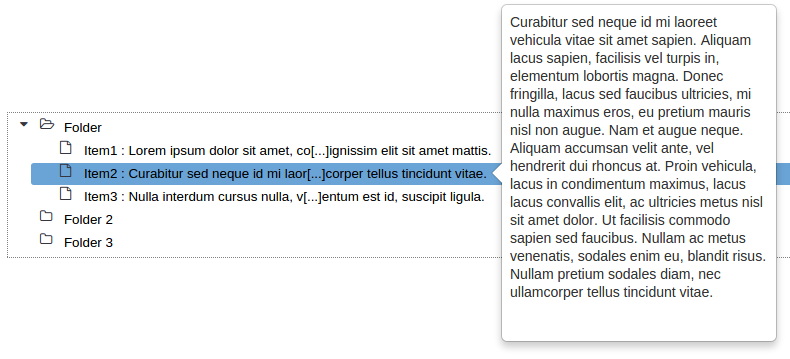 Folder
Item1 : Lorem ipsum dolor sit amet, co[...]ignissim elit sit amet mattis.
Item2 : Curabitur sed neque id mi laor[...]corper tellus tincidunt vitae.
Item3 : Nulla interdum cursus nulla, v[...]entum est id, suscipit ligula.
Folder 2
Folder 3
Curabitur sed neque id mi laoreet
vehicula vitae sit amet sapien. Aliquam
lacus sapien, facilisis vel turpis in,
elementum lobortis magna. Donec
fringilla, lacus sed faucibus ultricies, mi
nulla maximus eros, eu pretium mauris
nisl non augue. Nam et augue neque.
Aliquam accumsan velit ante, vel
hendrerit dui rhoncus at. Proin vehicula,
lacus in condimentum maximus, lacus
lacus convallis elit, ac ultricies metus nisl
sit amet dolor. Ut facilisis commodo
sapien sed faucibus. Nullam ac metus
venenatis, sodales enim eu, blandit risus.
Nullam pretium sodales diam, nec
ullamcorper tellus tincidunt vitae.